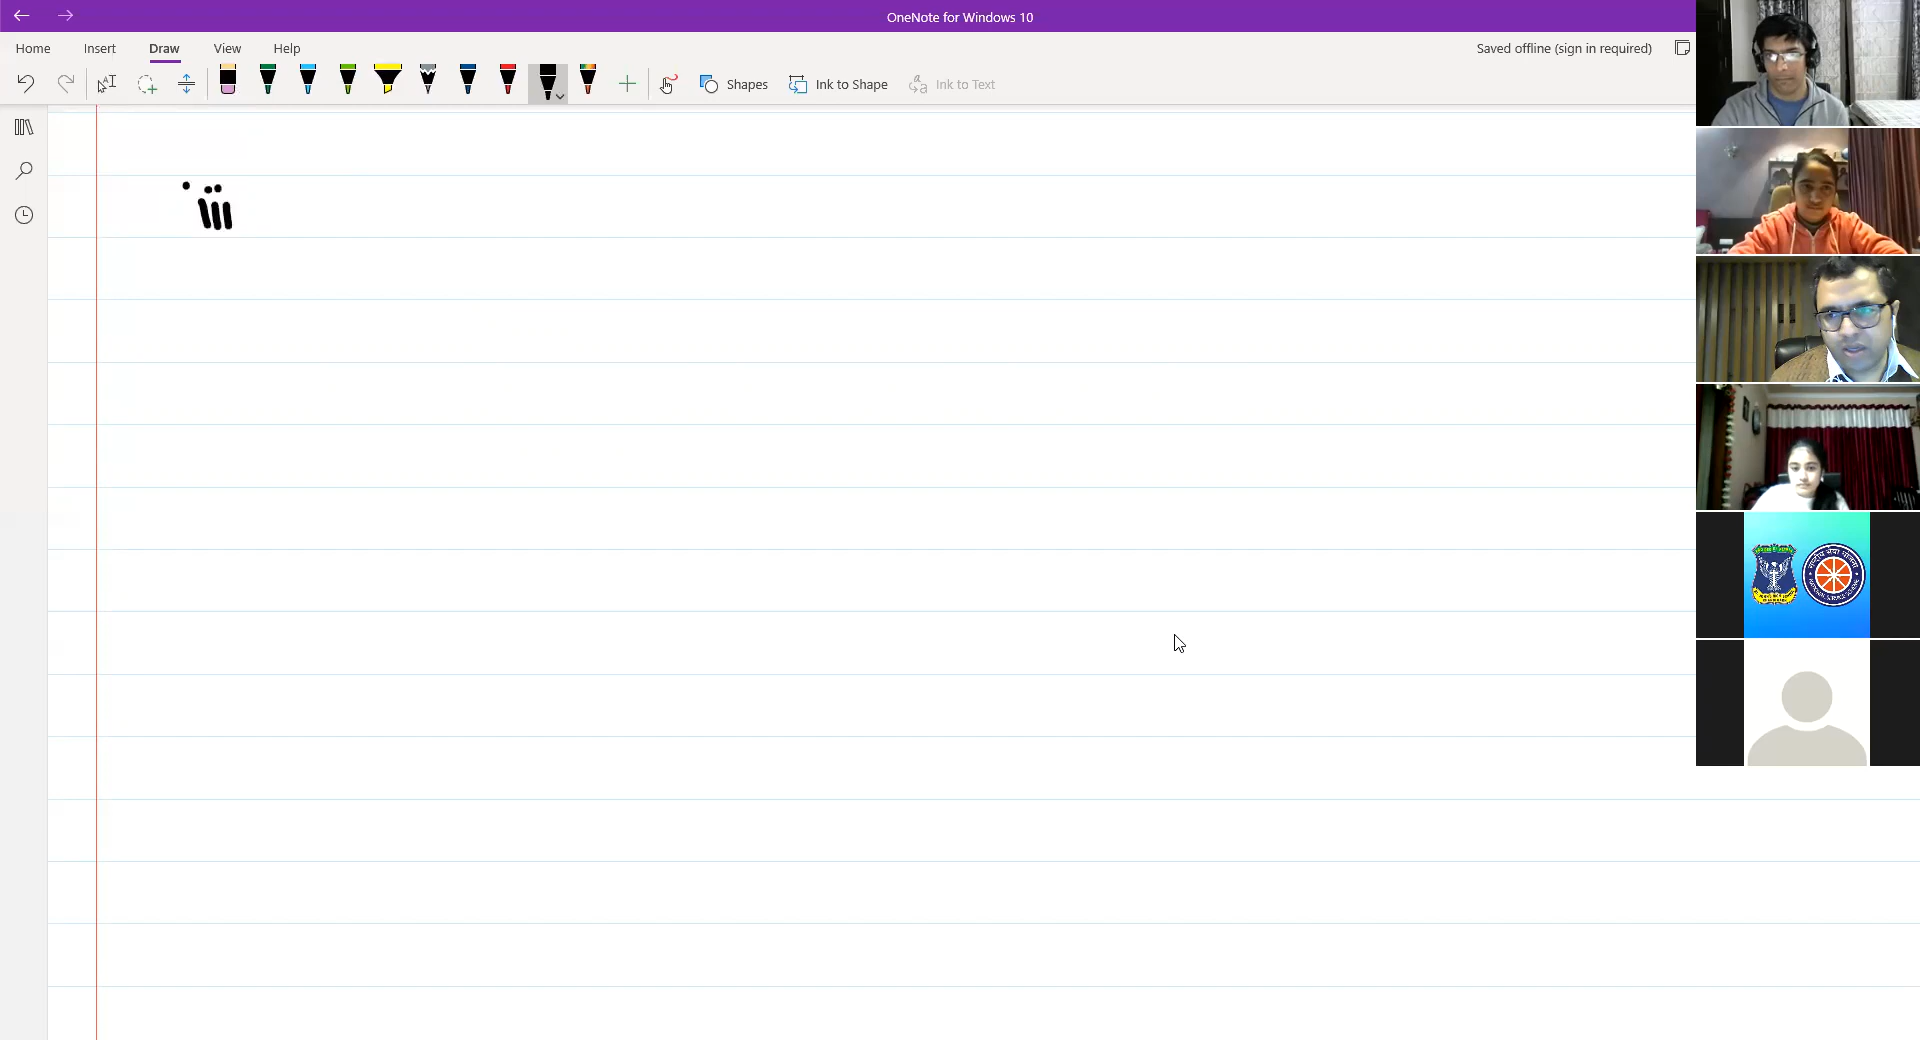 OneNote for Windows 10
Home Insert Draw View Help
Saved offline (sign in required)
Shapes Ink to Shape Ink to Text
iii